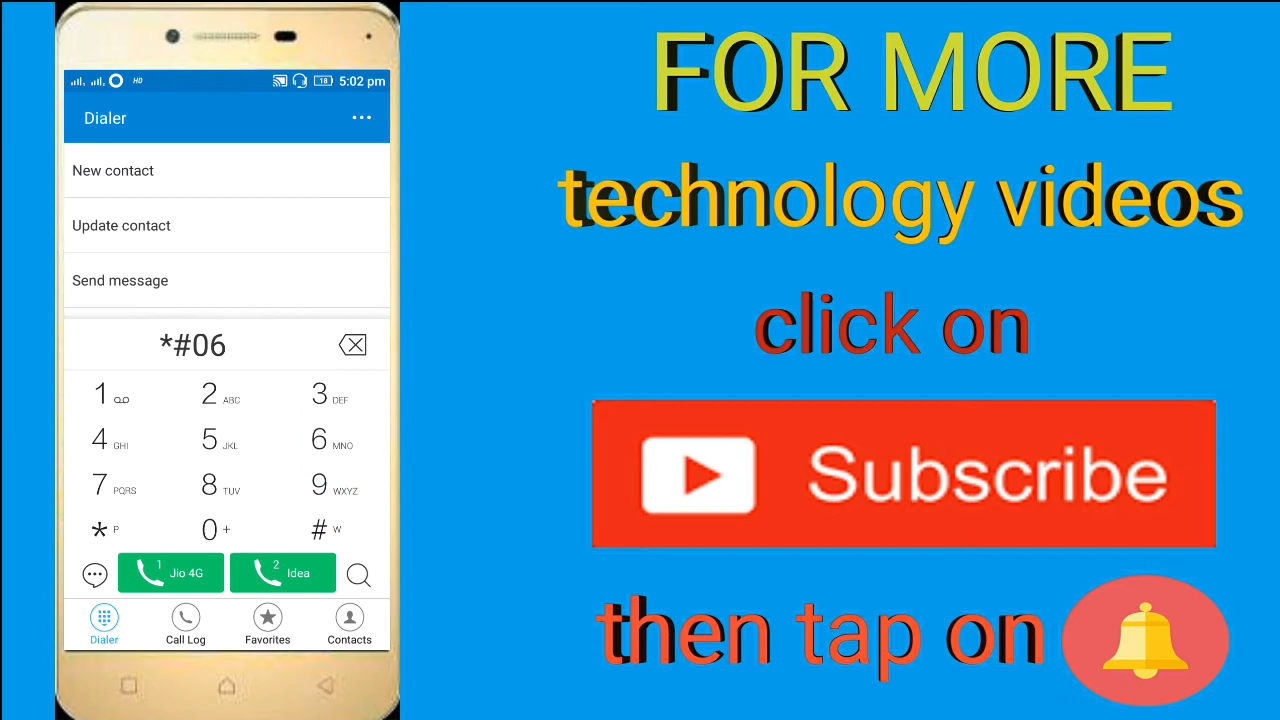 HD
18
5:02 pm
Dialer
New contact
Update contact
Send message
*#06
1
2 ABC
3 DEF
4 GHI
5 JKL
6 MNO
7 PQRS
8 TUV
9 WXYZ
* P
0 +
# W
1 Jio 4G
2 Idea
Dialer
Call Log
Favorites
Contacts
FOR MORE
technology videos
click on
Subscribe
then tap on